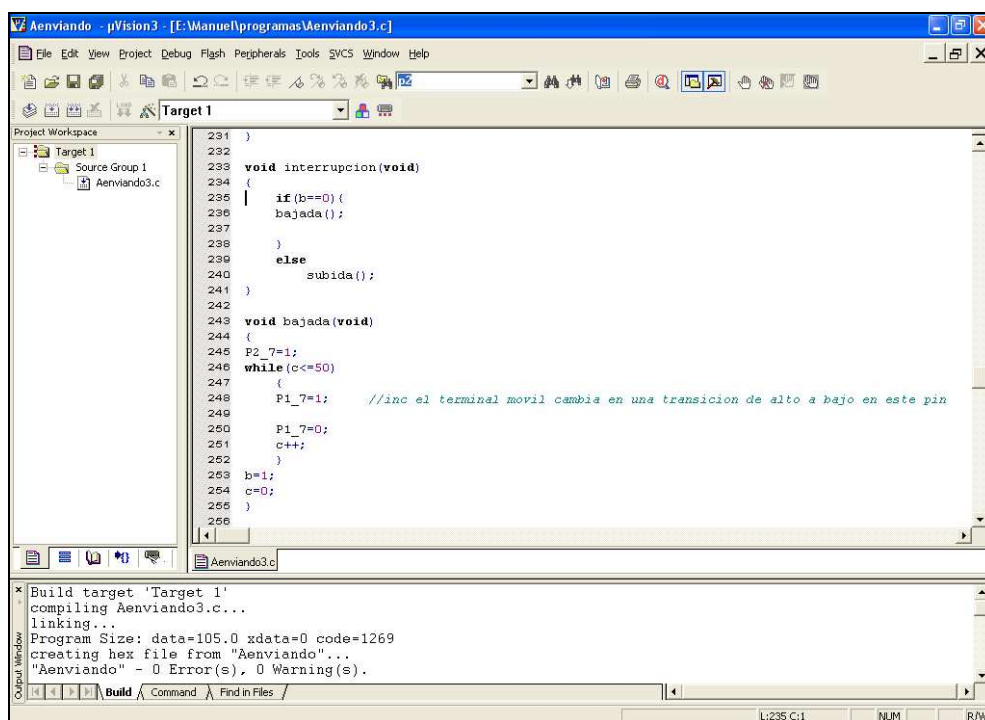 Aenviando - µVision3 - [E:\Manuel\programas\Aenviando3.c]
File Edit View Project Debug Flash Peripherals Tools SVCS Window Help
Target 1
Project Workspace
Target 1
Source Group 1
Aenviando3.c
231 }
232
233 void interrupcion(void)
234 {
235 if(b==0){
236 bajada();
237
238 }
239 else
240 subida();
241 }
242
243 void bajada(void)
244 {
245 P2_7=1;
246 while(c<=50)
247 {
248 P1_7=1; //inc el terminal movil cambia en una transicion de alto a bajo en este pin
249
250 P1_7=0;
251 c++;
252 }
253 b=1;
254 c=0;
255 }
256
Aenviando3.c
Output Window
Build target 'Target 1'
compiling Aenviando3.c...
linking...
Program Size: data=105.0 xdata=0 code=1269
creating hex file from "Aenviando"...
"Aenviando" - 0 Error(s), 0 Warning(s).
Build Command Find in Files
L:235 C:1 NUM R/W